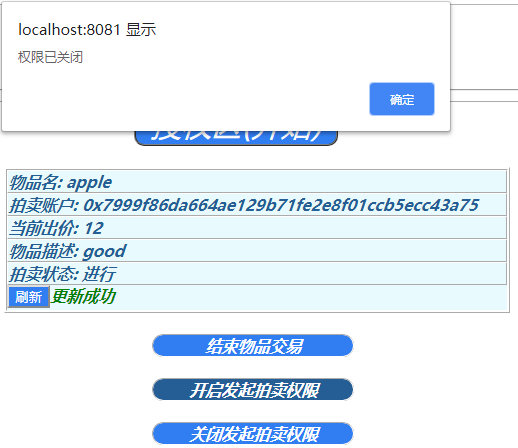 localhost:8081 显示
权限已关闭
确定
物品名: apple
拍卖账户: 0x7999f86da664ae129b71fe2e8f01ccb5ecc43a75
当前出价: 12
物品描述: good
拍卖状态: 进行
刷新 更新成功
结束物品交易
开启发起拍卖权限
关闭发起拍卖权限